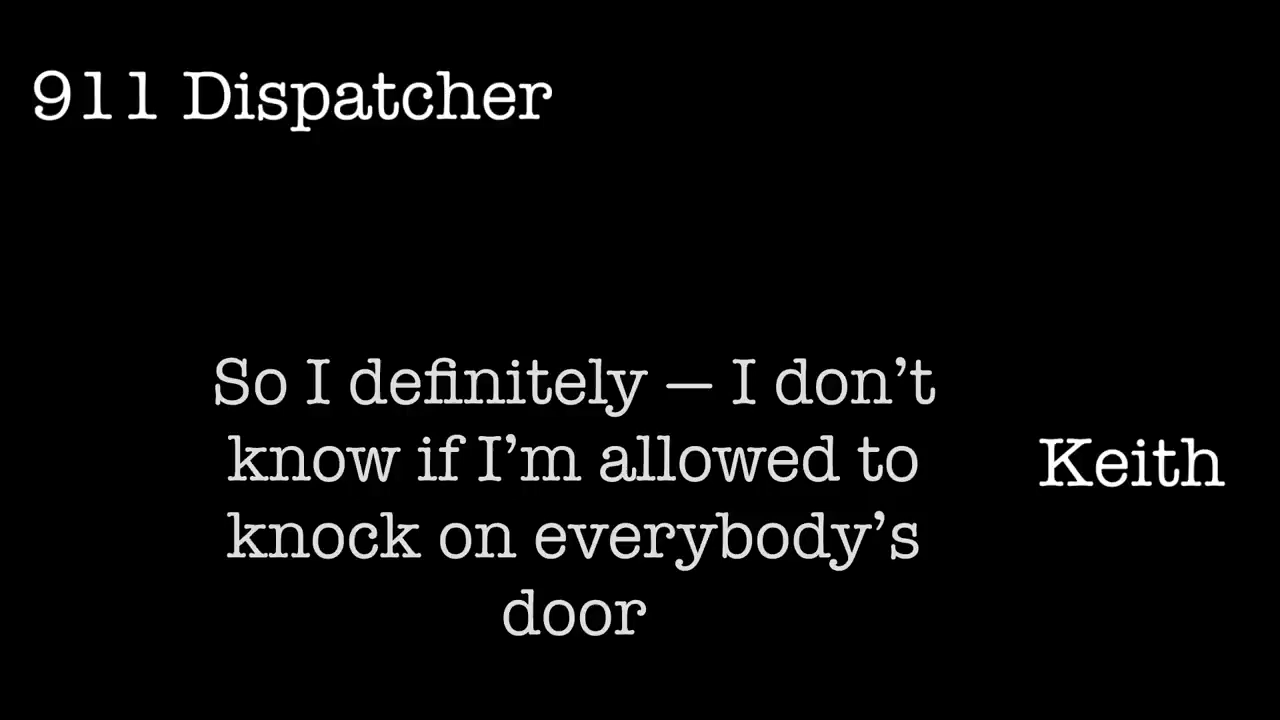 911 Dispatcher
So I definitely — I don’t
know if I’m allowed to
knock on everybody’s
door
Keith